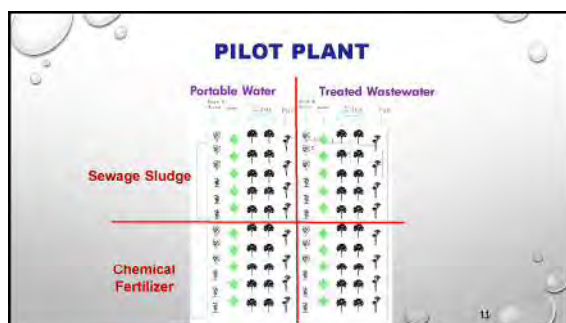 PILOT PLANT
Portable Water
Treated Wastewater
Sewage Sludge
Chemical
Fertilizer
11